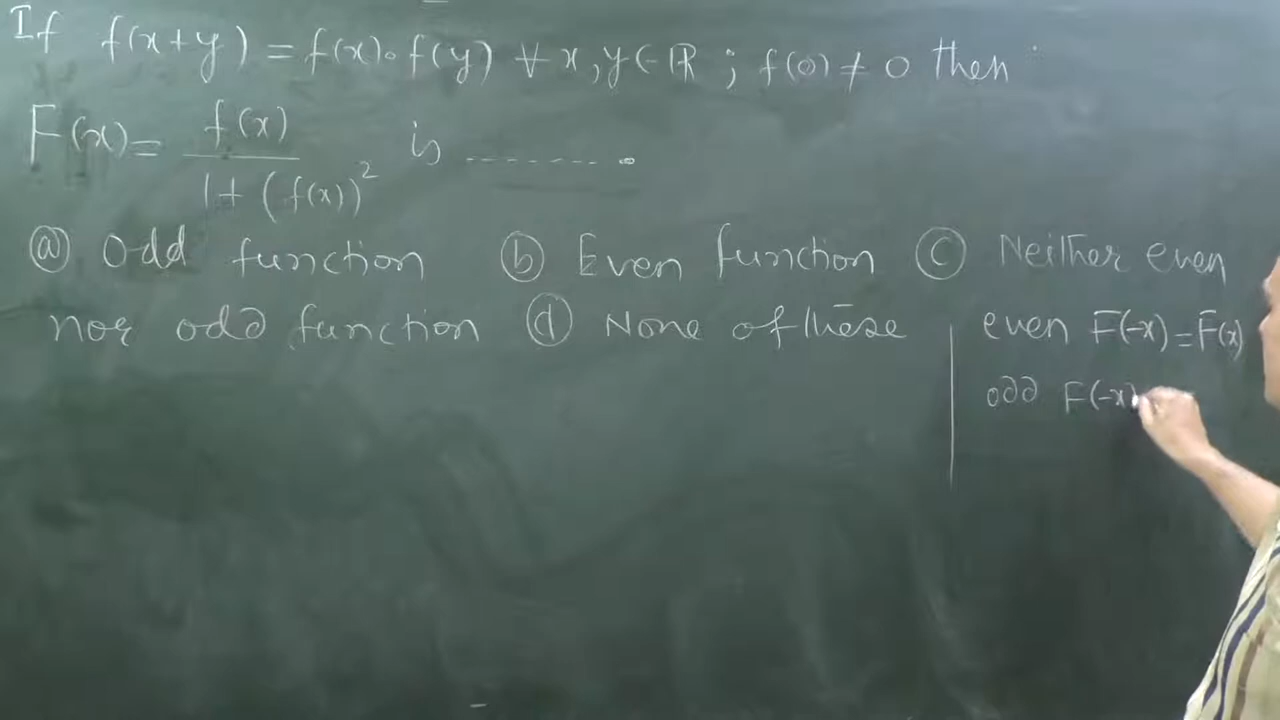 If f(x+y) = f(x)∘f(y) ∀ x,y ∈ ℝ ; f(0) ≠ 0 then
F(x) = f(x) / 1+(f(x))² is ---------.
(a) Odd function (b) Even function (c) Neither even
nor odd function (d) None of these
even F(-x) = F(x)
odd F(-x)